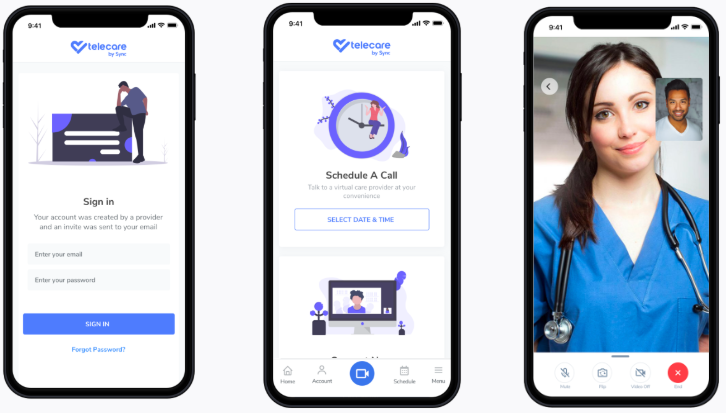 9:41
telecare
by Sync
Sign in
Your account was created by a provider
and an invite was sent to your email
Enter your email
Enter your password
SIGN IN
Forgot Password?
9:41
telecare
by Sync
Schedule A Call
Talk to a virtual care provider at your
convenience
SELECT DATE & TIME
Home
Account
Schedule
Menu
9:41
Mute
Flip
Video Off
End